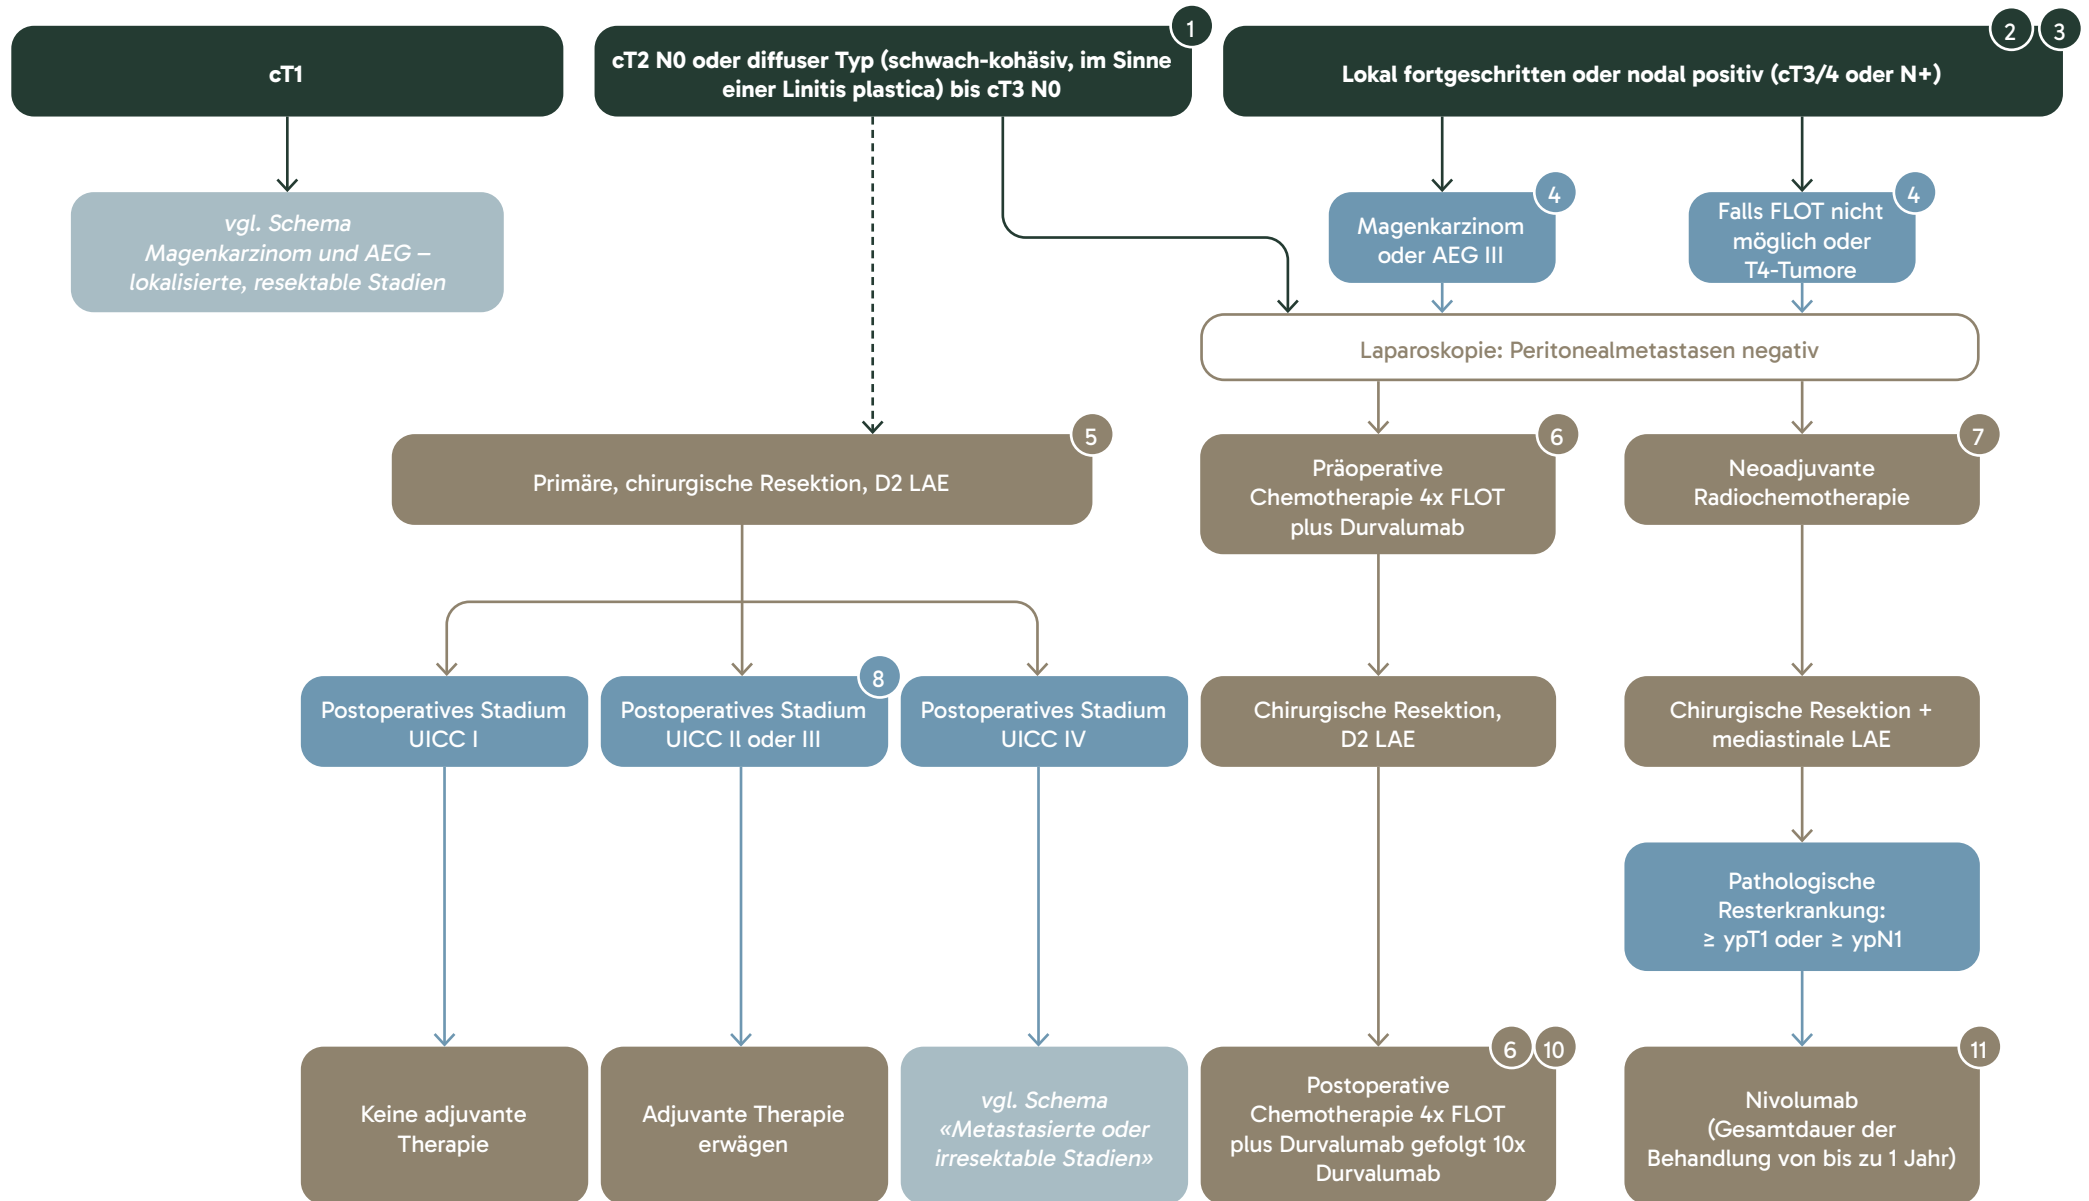 1
2
3
cT1
cT2 N0 oder diffuser Typ (schwach-kohäsiv, im Sinne
einer Linitis plastica) bis cT3 N0
Lokal fortgeschritten oder nodal positiv (cT3/4 oder N+)
vgl. Schema
Magenkarzinom und AEG –
lokalisierte, resektable Stadien
4
Magenkarzinom
oder AEG III
4
Falls FLOT nicht
möglich oder
T4-Tumore
Laparoskopie: Peritonealmetastasen negativ
5
Primäre, chirurgische Resektion, D2 LAE
6
Präoperative
Chemotherapie 4x FLOT
plus Durvalumab
7
Neoadjuvante
Radiochemotherapie
Postoperatives Stadium
UICC I
8
Postoperatives Stadium
UICC II oder III
Postoperatives Stadium
UICC IV
Chirurgische Resektion,
D2 LAE
Chirurgische Resektion +
mediastinale LAE
Pathologische
Resterkrankung:
≥ ypT1 oder ≥ ypN1
Keine adjuvante
Therapie
Adjuvante Therapie
erwägen
vgl. Schema
«Metastasierte oder
irresektable Stadien»
6
10
Postoperative
Chemotherapie 4x FLOT
plus Durvalumab gefolgt 10x
Durvalumab
11
Nivolumab
(Gesamtdauer der
Behandlung von bis zu 1 Jahr)